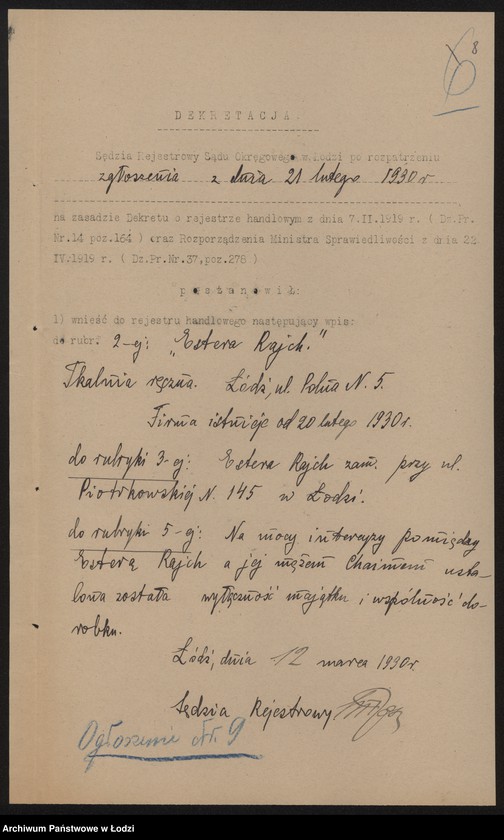 8
6
DEKRETACJA.
Sędzia Rejestrowy Sądu Okręgowego w Łodzi po rozpatrzeniu
zgłoszenia z dnia 21 lutego 1930 r
na zasadzie Dekretu o rejestrze handlowym z dnia 7.II.1919 r. ( Dz.Pr.
Nr.14 poz.164 ) oraz Rozporządzenia Ministra Sprawiedliwości z dnia 22
IV.1919 r. ( Dz.Pr.Nr.37,poz.278 )
postanowił:
1) wnieść do rejestru handlowego następujący wpis:
do rubr. 2-ej: „Estera Rajch."
Tkalnia ręczna. Łódź, ul. Polna N. 5.
Firma istnieje od 20 lutego 1930 r.
do rubryki 3-ej: Estera Rajch zam. przy ul.
Piotrkowskiej N. 145 w Łodzi.
do rubryki 5-ej: Na mocy intercyzy pomiędzy
Esterą Rajch a jej mężem Chaimem usta-
lona została wyłączność majątku i wspólność do-
robku.
Łódź, dnia 12 marca 1930 r.
Sędzia Rejestrowy
Ogłoszenie Nr. 9
Archiwum Państwowe w Łodzi